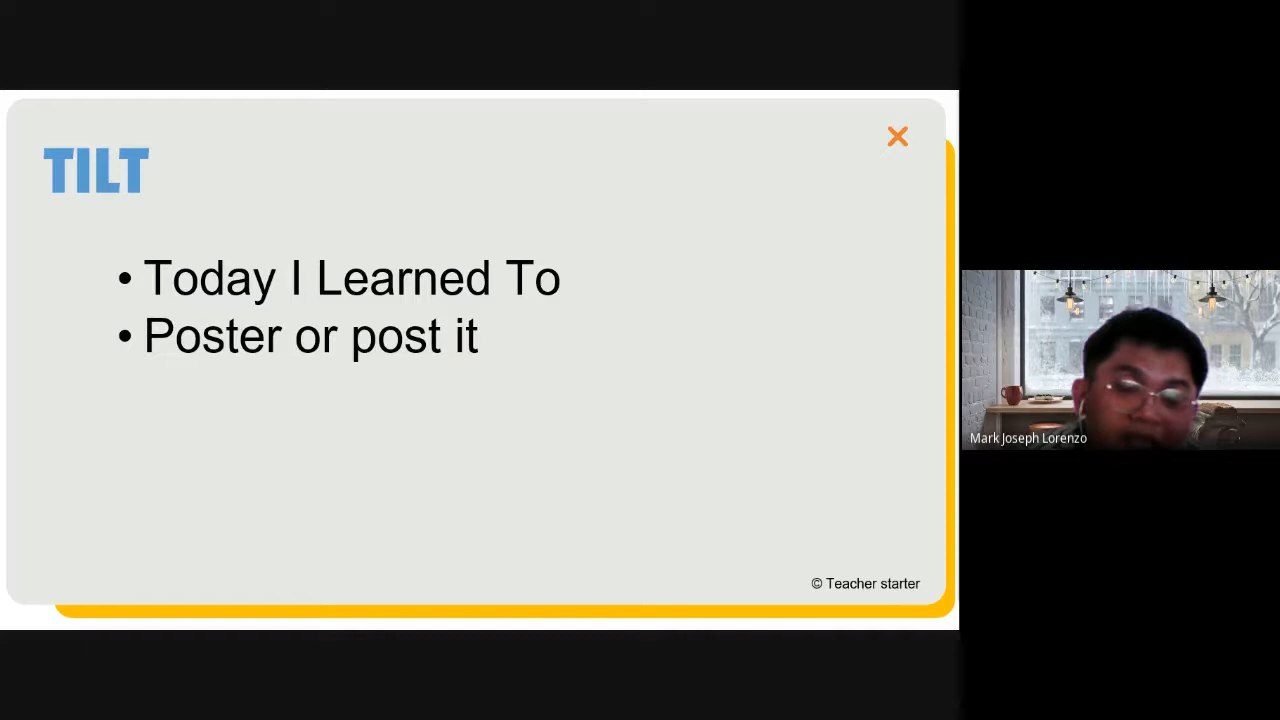 TILT
• Today I Learned To
• Poster or post it
© Teacher starter
Mark Joseph Lorenzo